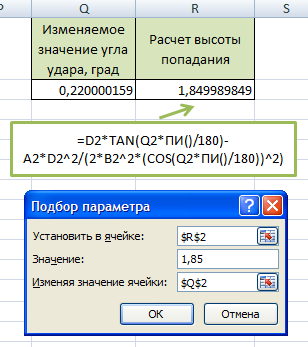 P
Q
R
S
Изменяемое
значение угла
удара, град
Расчет высоты
попадания
0,220000159
1,849989849
=D2*TAN(Q2*ПИ()/180)-
A2*D2^2/(2*B2^2*(COS(Q2*ПИ()/180))^2)
Подбор параметра
Установить в ячейке:
$R$2
Значение:
1,85
Изменяя значение ячейки:
$Q$2
OK
Отмена